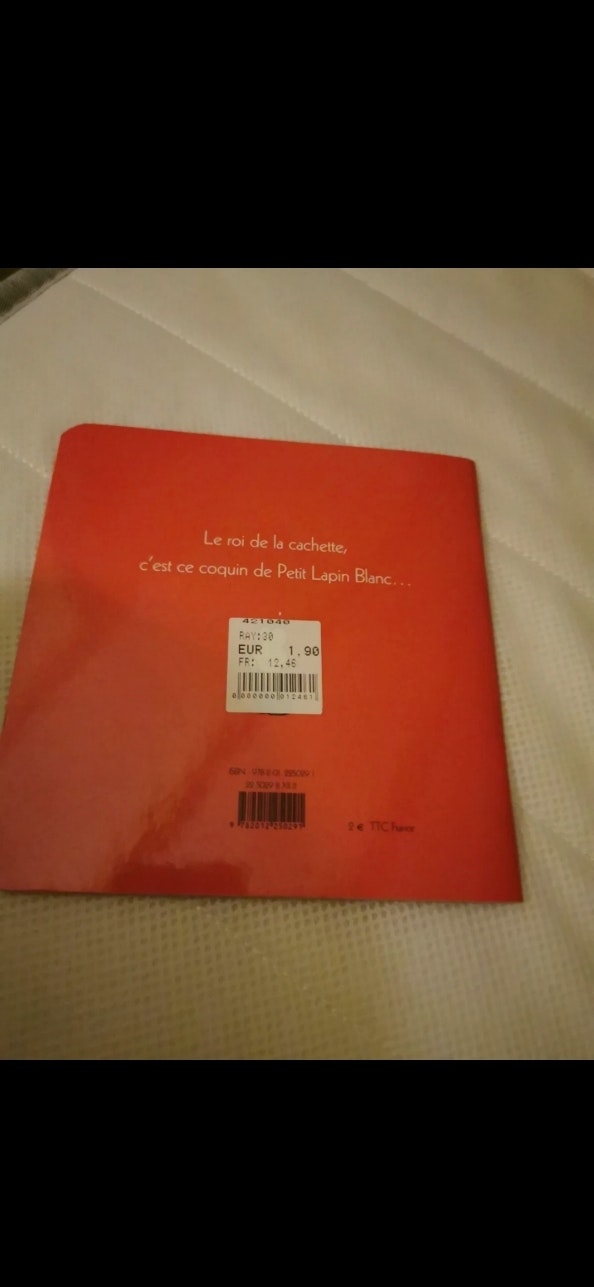 Le roi de la cachette,
c'est ce coquin de Petit Lapin Blanc...
421040
RAY:30
EUR 1,90
FR: 12,46
2 € TTC France